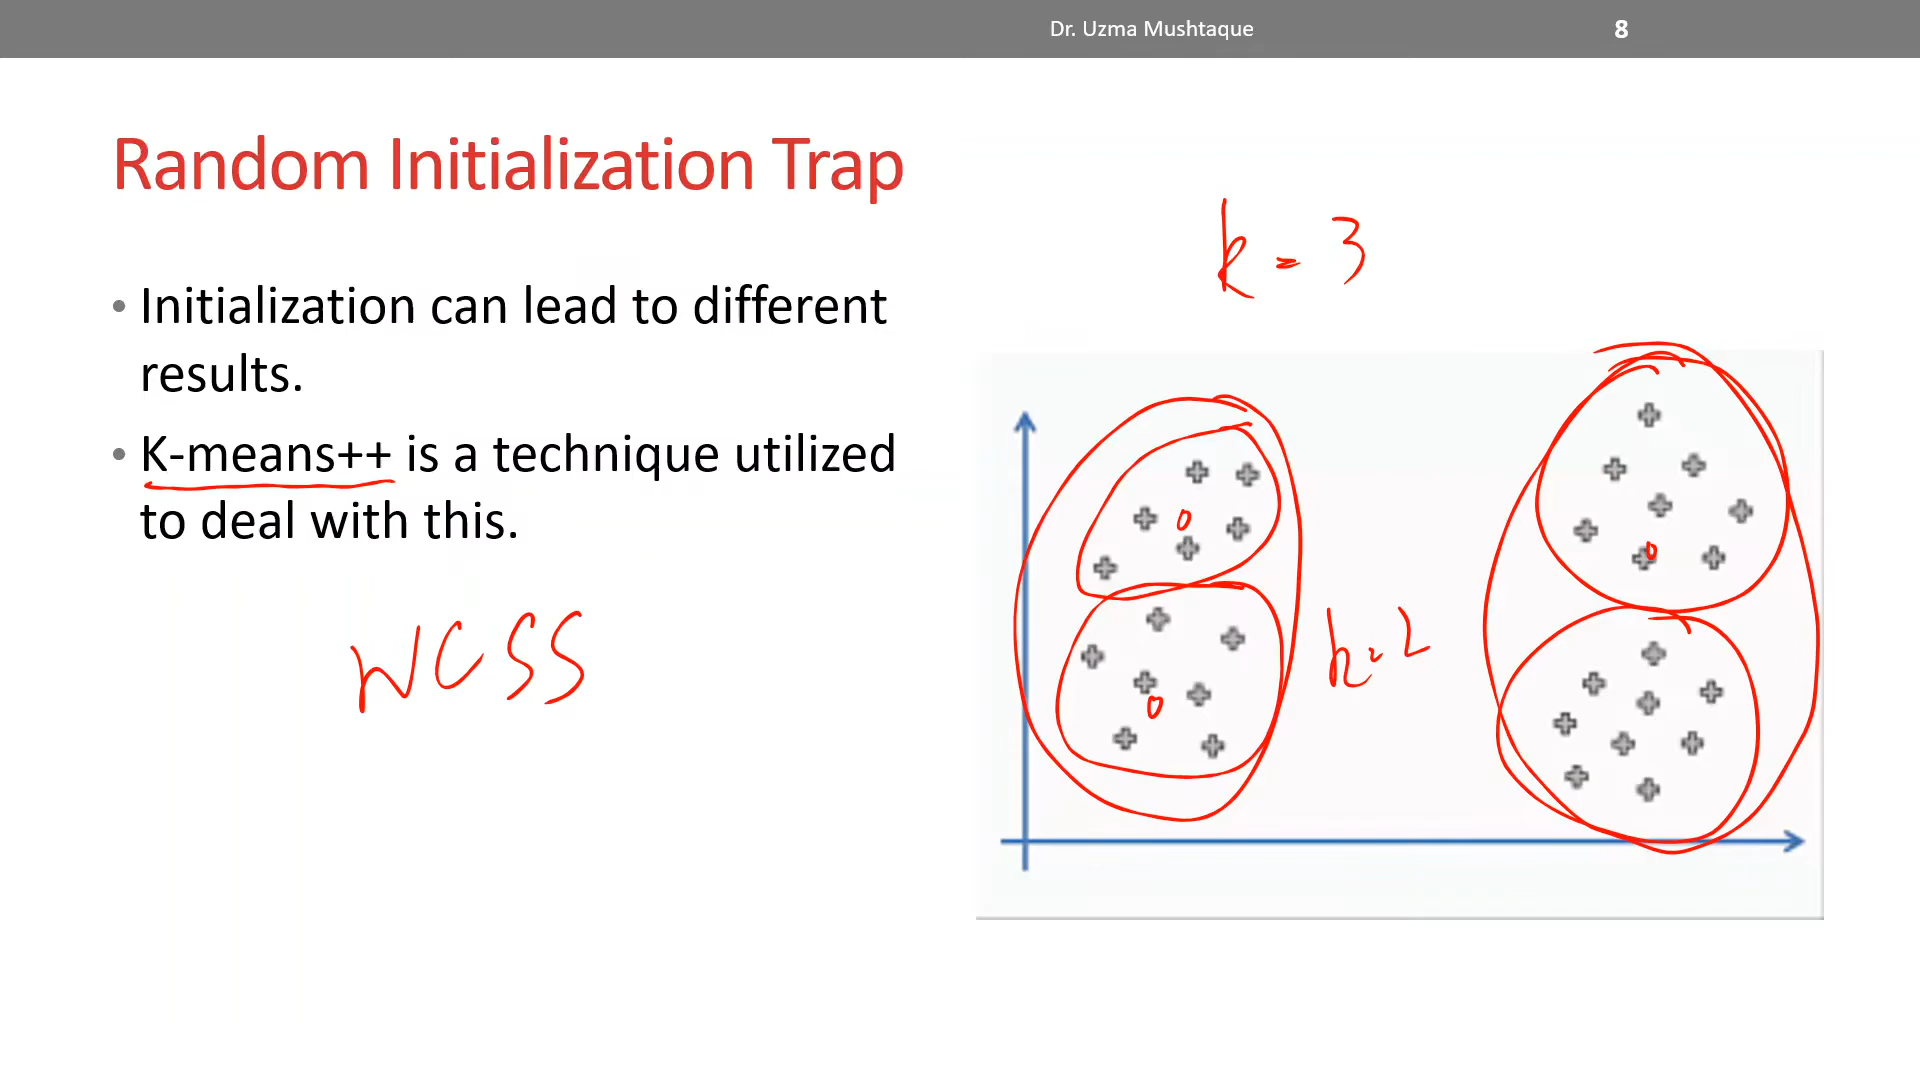 Dr. Uzma Mushtaque
8
Random Initialization Trap
k = 3
• Initialization can lead to different
results.
• K-means++ is a technique utilized
to deal with this.
WCSS
k=2